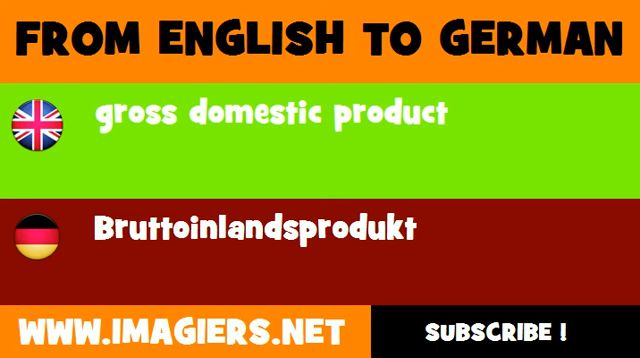 FROM ENGLISH TO GERMAN
gross domestic product
Bruttoinlandsprodukt
WWW.IMAGIERS.NET
SUBSCRIBE !